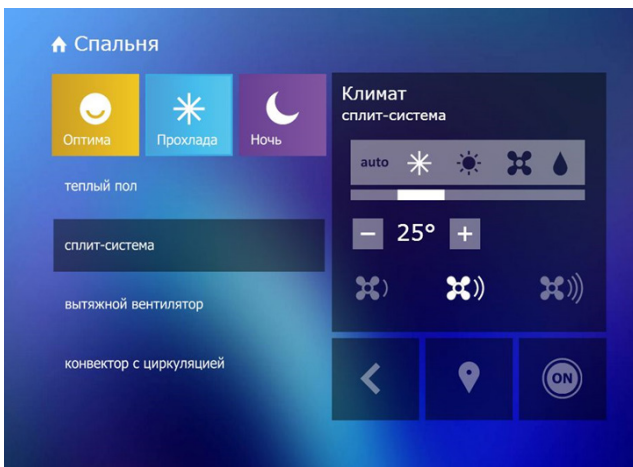 Спальня
Оптима
Прохлада
Ночь
теплый пол
сплит-система
вытяжной вентилятор
конвектор с циркуляцией
Климат
сплит-система
auto
− 25° +
ON